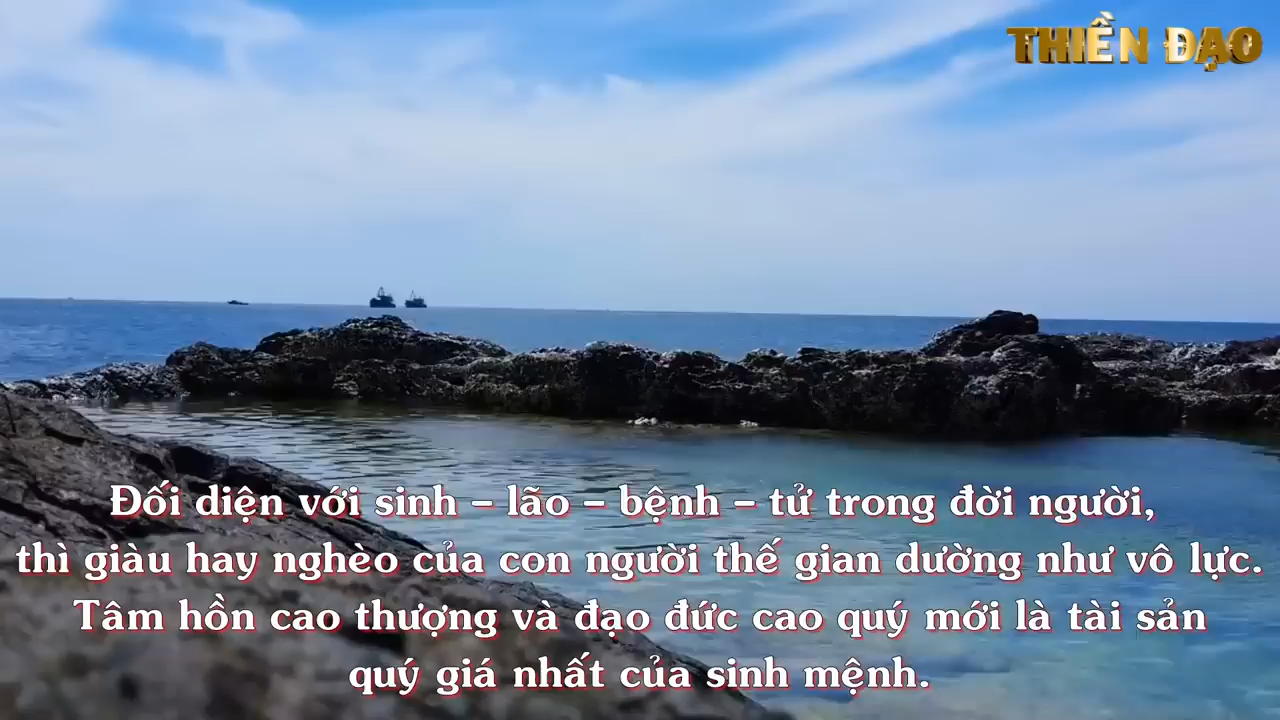 THIỀN ĐẠO
Đối diện với sinh – lão – bệnh – tử trong đời người,
thì giàu hay nghèo của con người thế gian dường như vô lực.
Tâm hồn cao thượng và đạo đức cao quý mới là tài sản
quý giá nhất của sinh mệnh.